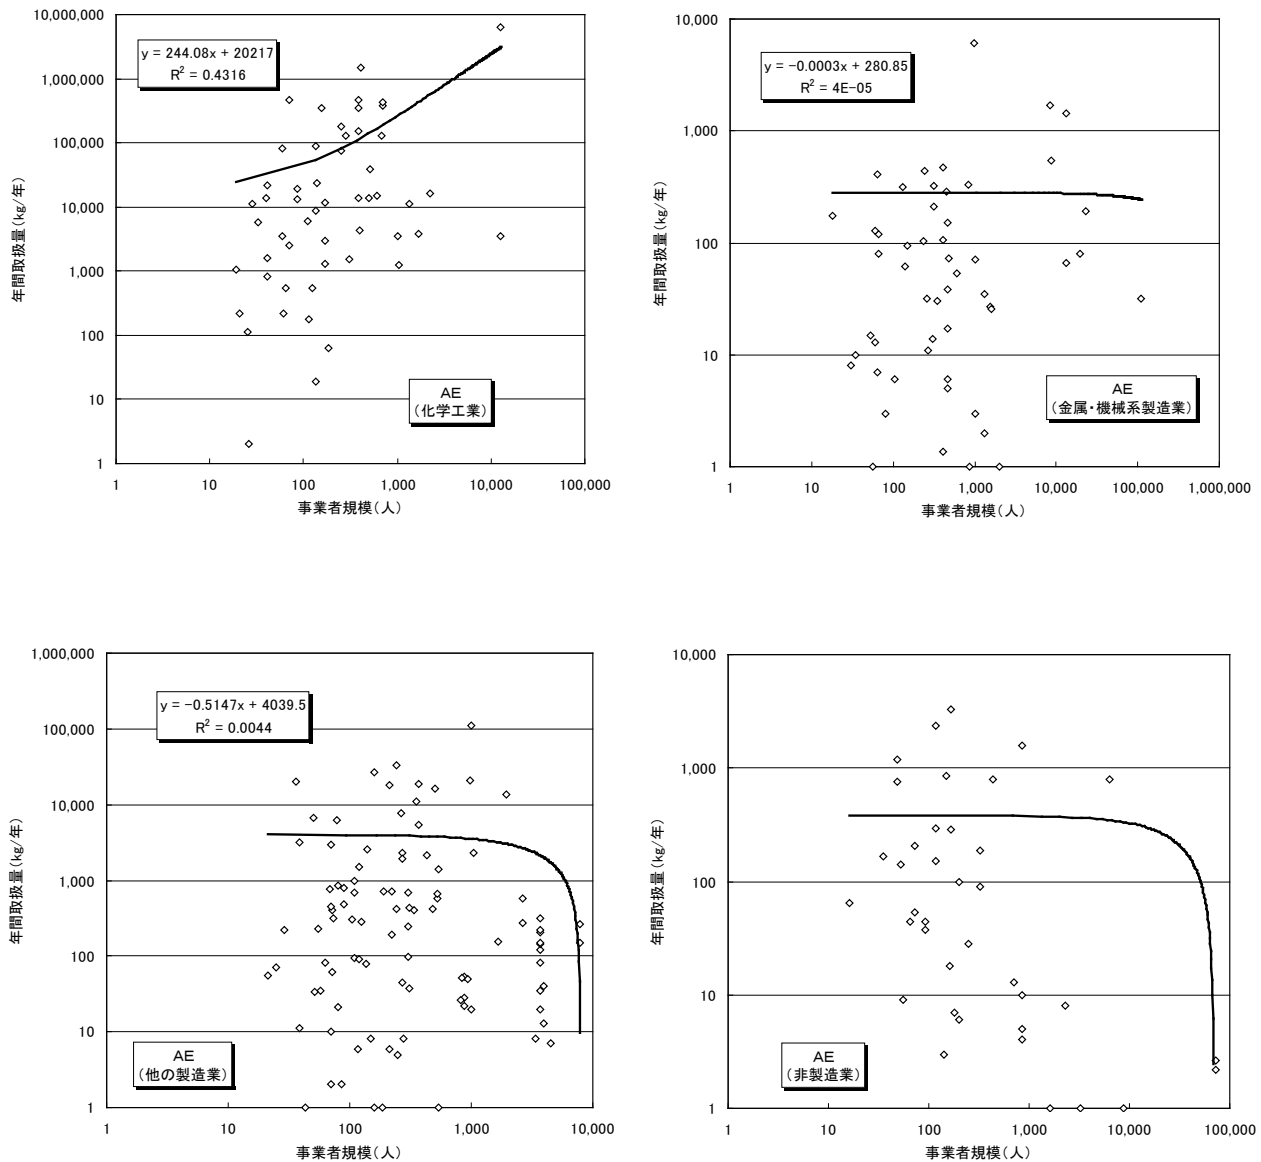 10,000,000
1,000,000
100,000
10,000
1,000
100
10
1
年間取扱量(kg/年)
y = 244.08x + 20217
R² = 0.4316
AE
(化学工業)
1 10 100 1,000 10,000 100,000
事業者規模(人)
10,000
1,000
100
10
1
年間取扱量(kg/年)
y = -0.0003x + 280.85
R² = 4E-05
AE
(金属・機械系製造業)
1 10 100 1,000 10,000 100,000 1,000,000
事業者規模(人)
1,000,000
100,000
10,000
1,000
100
10
1
年間取扱量(kg/年)
y = -0.5147x + 4039.5
R² = 0.0044
AE
(他の製造業)
1 10 100 1,000 10,000
事業者規模(人)
10,000
1,000
100
10
1
年間取扱量(kg/年)
AE
(非製造業)
1 10 100 1,000 10,000 100,000
事業者規模(人)